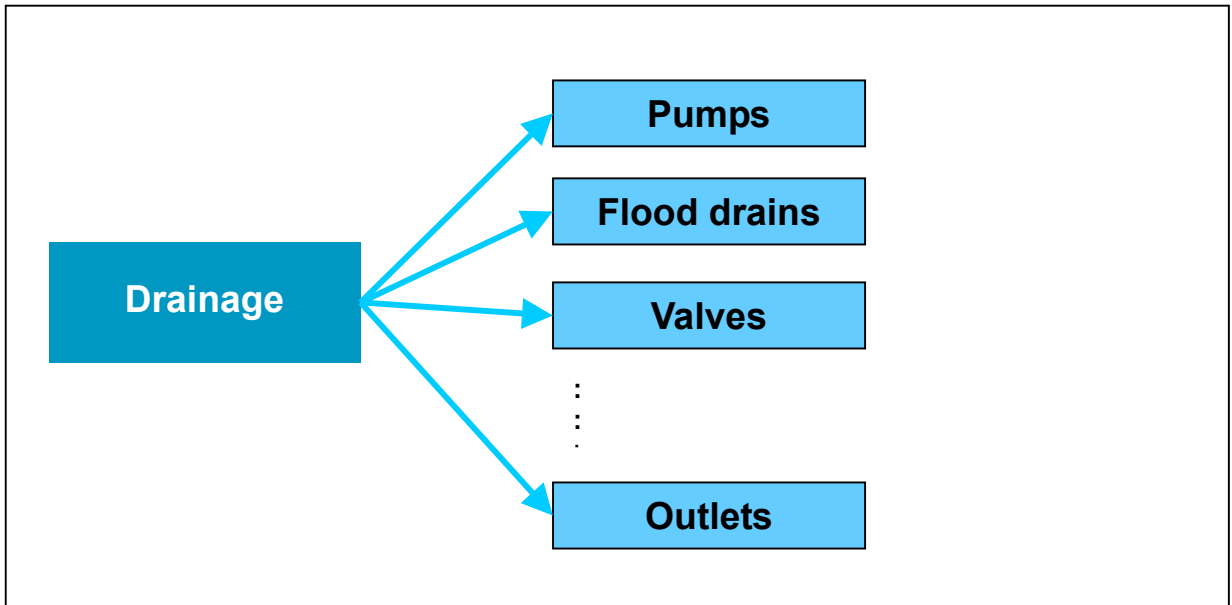 Pumps
Flood drains
Drainage
Valves
:
:
.
Outlets